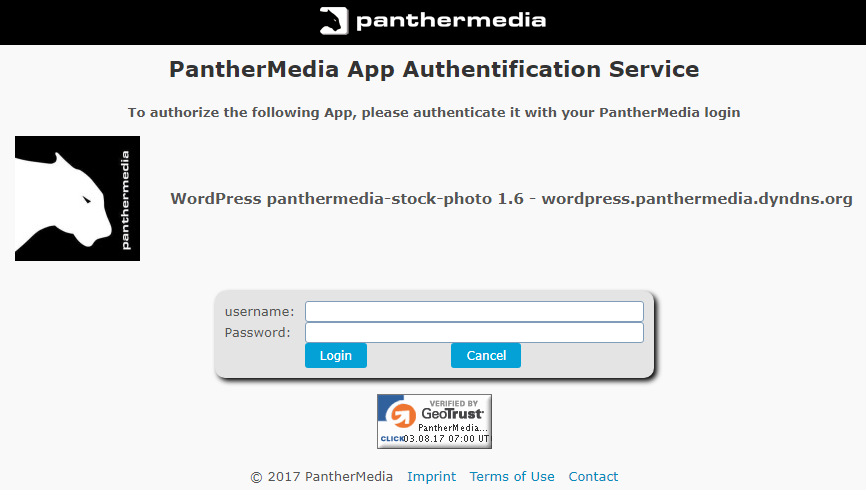 panthermedia
PantherMedia App Authentification Service
To authorize the following App, please authenticate it with your PantherMedia login
panthermedia
WordPress panthermedia-stock-photo 1.6 - wordpress.panthermedia.dyndns.org
username:
Password:
Login Cancel
VERIFIED BY
GeoTrust
PantherMedia...
CLICK 03.08.17 07:00 UT
© 2017 PantherMedia Imprint Terms of Use Contact